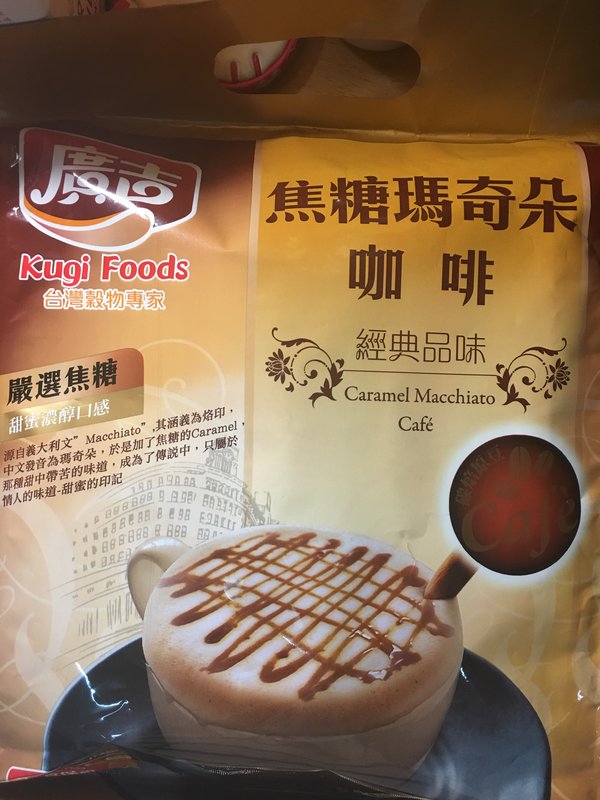 廣吉
Kugi Foods
台灣穀物專家
焦糖瑪奇朵
咖啡
經典品味
Caramel Macchiato
Café
嚴選焦糖
甜蜜濃醇口感
源自義大利文”Macchiato”,其涵義為烙印，
中文發音為瑪奇朵，於是加了焦糖的Caramel，
那種甜中帶苦的味道，成為了傳説中，只屬於
情人的味道-甜蜜的印記
Cafe